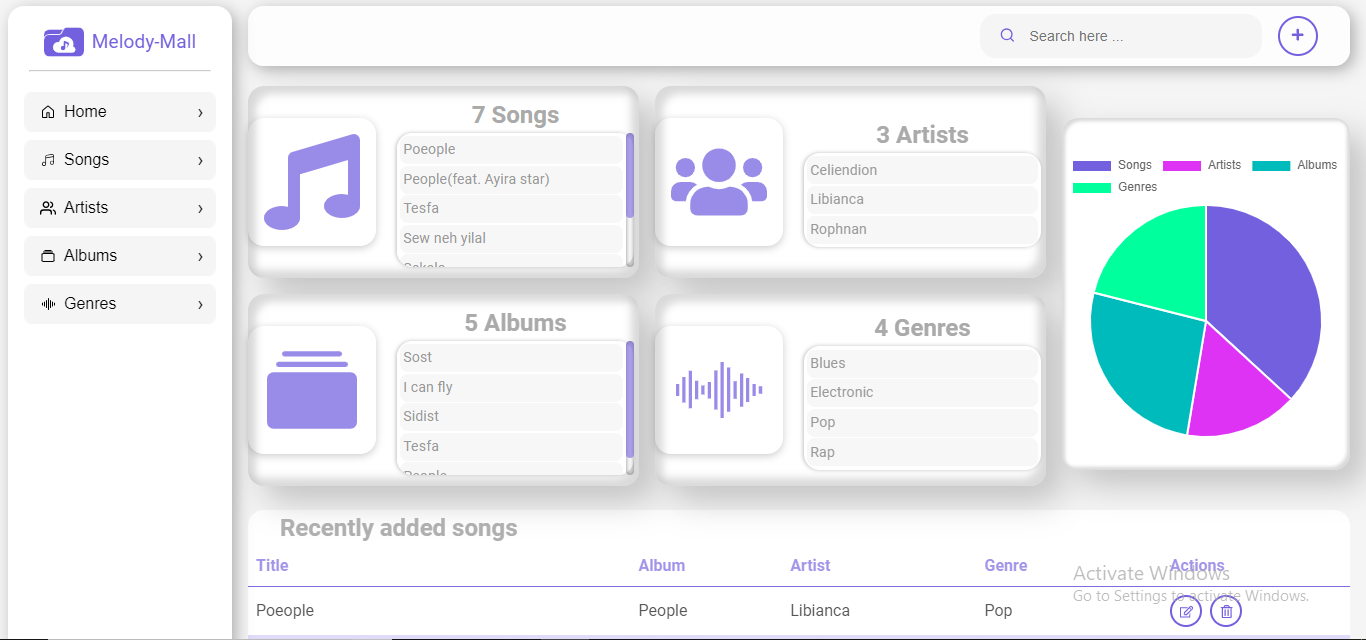 Melody-Mall
Search here ...
+
Home ›
Songs ›
Artists ›
Albums ›
Genres ›
7 Songs
Poeople
People(feat. Ayira star)
Tesfa
Sew neh yilal
3 Artists
Celiendion
Libianca
Rophnan
5 Albums
Sost
I can fly
Sidist
Tesfa
People
4 Genres
Blues
Electronic
Pop
Rap
Songs Artists Albums
Genres
Recently added songs
Title Album Artist Genre Actions
Poeople People Libianca Pop
Activate Windows
Go to Settings to activate Windows.